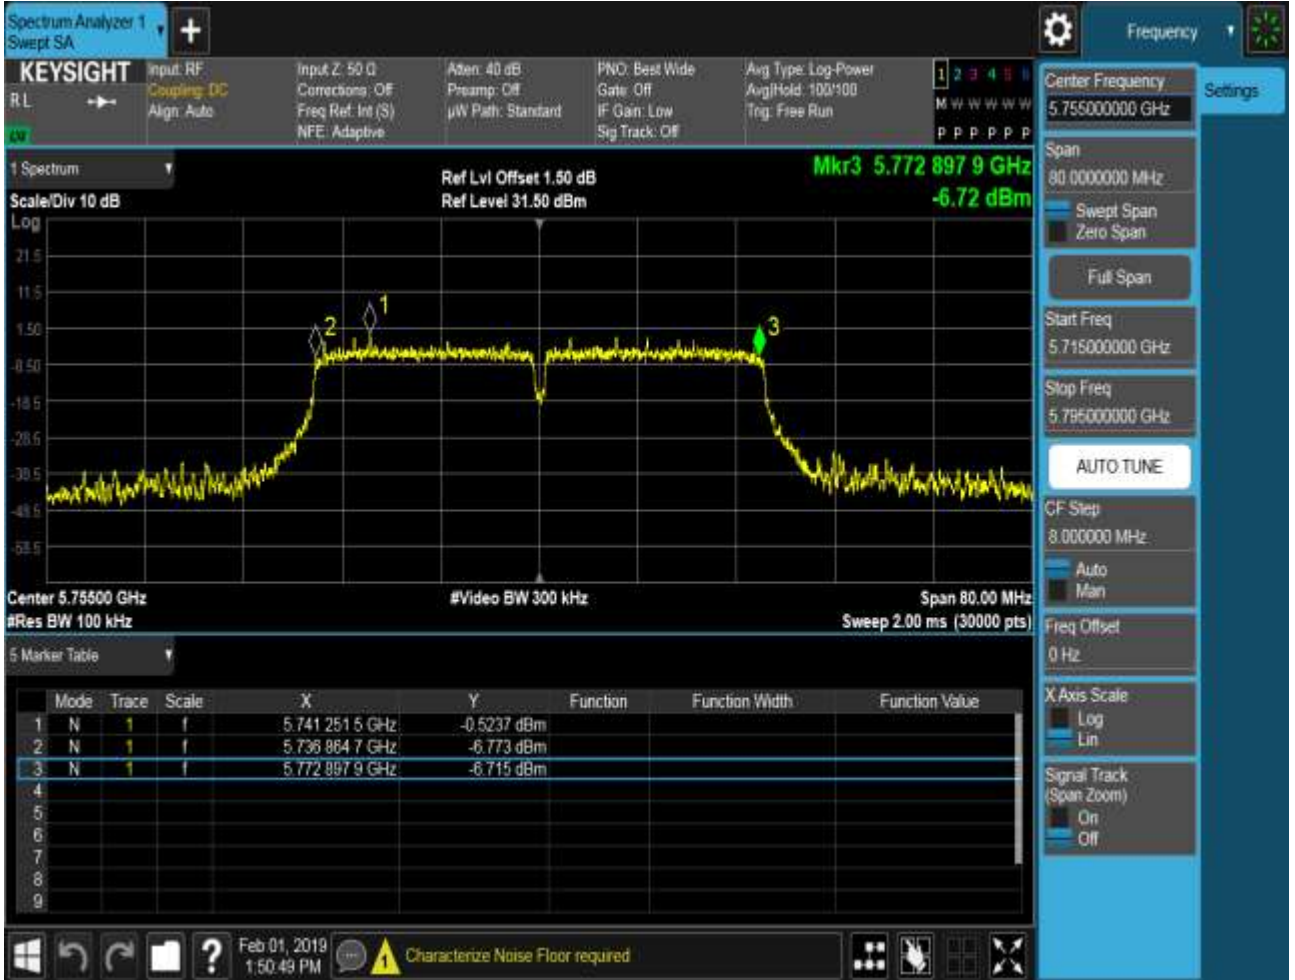 Spectrum Analyzer 1
Swept SA
+
Frequency
KEYSIGHT
RL
Input: RF
Coupling: DC
Align: Auto
Input Z: 50 Ω
Corrections: Off
Freq Ref: Int (S)
NFE: Adaptive
Atten: 40 dB
Preamp: Off
µW Path: Standard
PNO: Best Wide
Gate: Off
IF Gain: Low
Sig Track: Off
Avg Type: Log-Power
Avg|Hold: 100/100
Trig: Free Run
1 2 3 4 5 6
M W W W W W
P P P P P P
1 Spectrum
Scale/Div 10 dB
Ref Lvl Offset 1.50 dB
Ref Level 31.50 dBm
Mkr3 5.772 897 9 GHz
-6.72 dBm
Log
21.5
11.5
1.50
-8.50
-18.5
-28.5
-38.5
-48.5
-58.5
2
1
3
Center 5.75500 GHz
#Video BW 300 kHz
Span 80.00 MHz
#Res BW 100 kHz
Sweep 2.00 ms (30000 pts)
5 Marker Table
Mode Trace Scale X Y Function Function Width Function Value
1 N 1 f 5.741 251 5 GHz -0.5237 dBm
2 N 1 f 5.736 864 7 GHz -6.773 dBm
3 N 1 f 5.772 897 9 GHz -6.715 dBm
4
5
6
7
8
9
?
Feb 01, 2019
1:50:49 PM
1
Characterize Noise Floor required
Center Frequency
5.755000000 GHz
Settings
Span
80.0000000 MHz
Swept Span
Zero Span
Full Span
Start Freq
5.715000000 GHz
Stop Freq
5.795000000 GHz
AUTO TUNE
CF Step
8.000000 MHz
Auto
Man
Freq Offset
0 Hz
X Axis Scale
Log
Lin
Signal Track
(Span Zoom)
On
Off